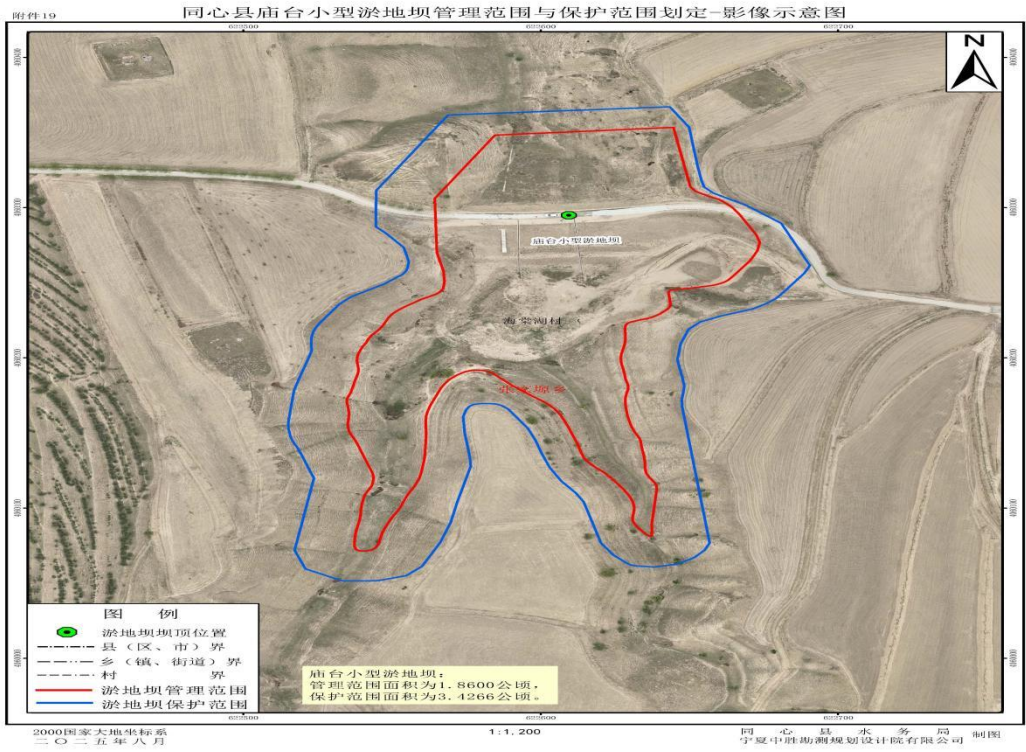 附件19
同心县庙台小型淤地坝管理范围与保护范围划定-影像示意图
622500 622600 622700
N
庙台小型淤地坝
海棠湖村
图 例
淤地坝坝顶位置
县（区、市）界
乡（镇、街道）界
村 界
淤地坝管理范围
淤地坝保护范围
庙台小型淤地坝：
管理范围面积为1.8600公顷，
保护范围面积为3.4266公顷。
622500 622600 622700
2000国家大地坐标系
二〇二五年八月
1:1,200
同心县水务局
宁夏中胜勘测规划设计院有限公司
制图